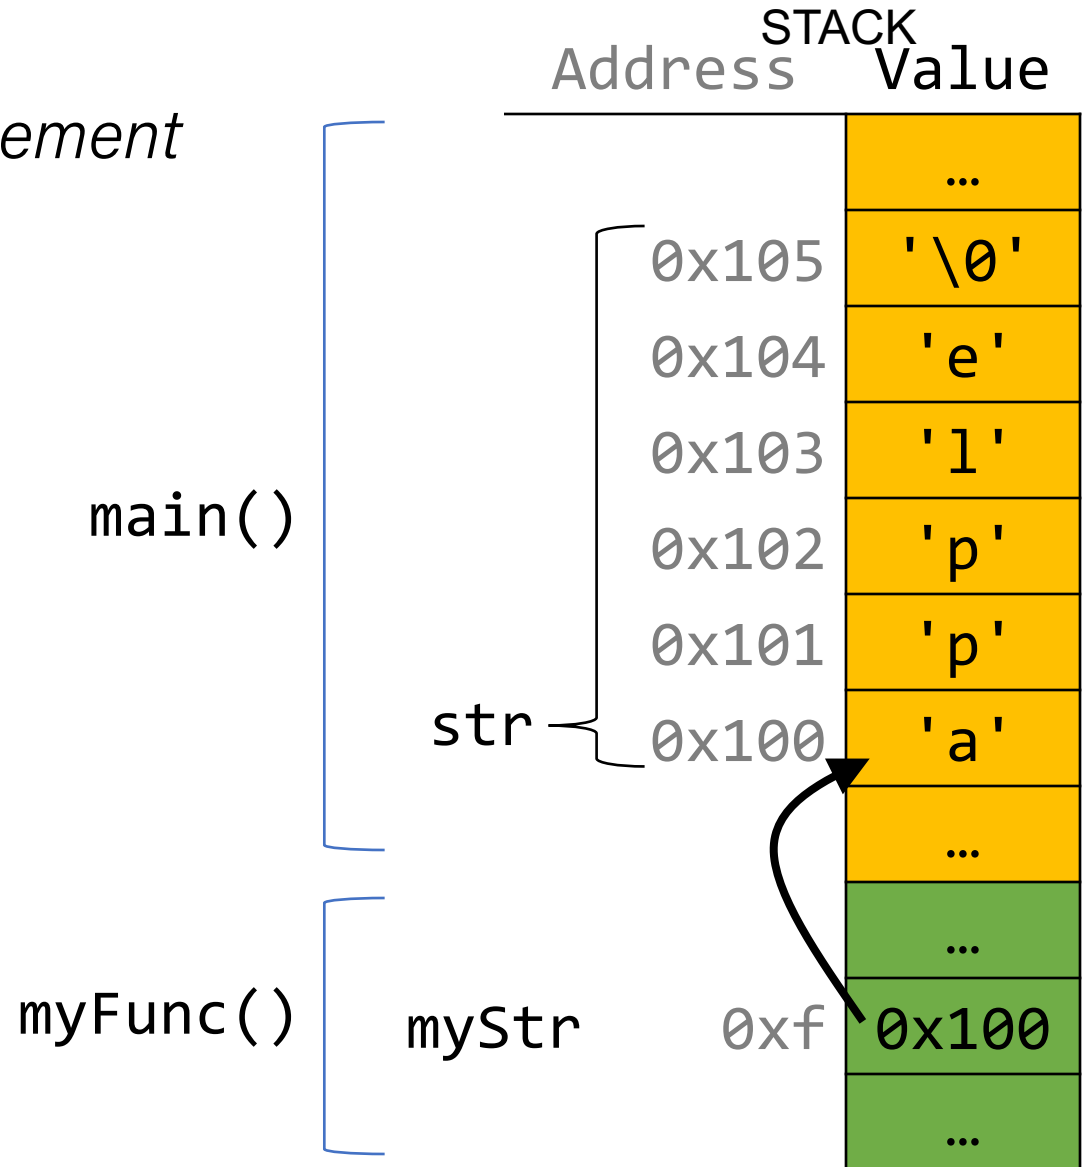 STACK
Address Value
ement
…
0x105 '\0'
0x104 'e'
0x103 'l'
main() 0x102 'p'
0x101 'p'
str 0x100 'a'
…
…
myFunc() myStr 0xf 0x100
…